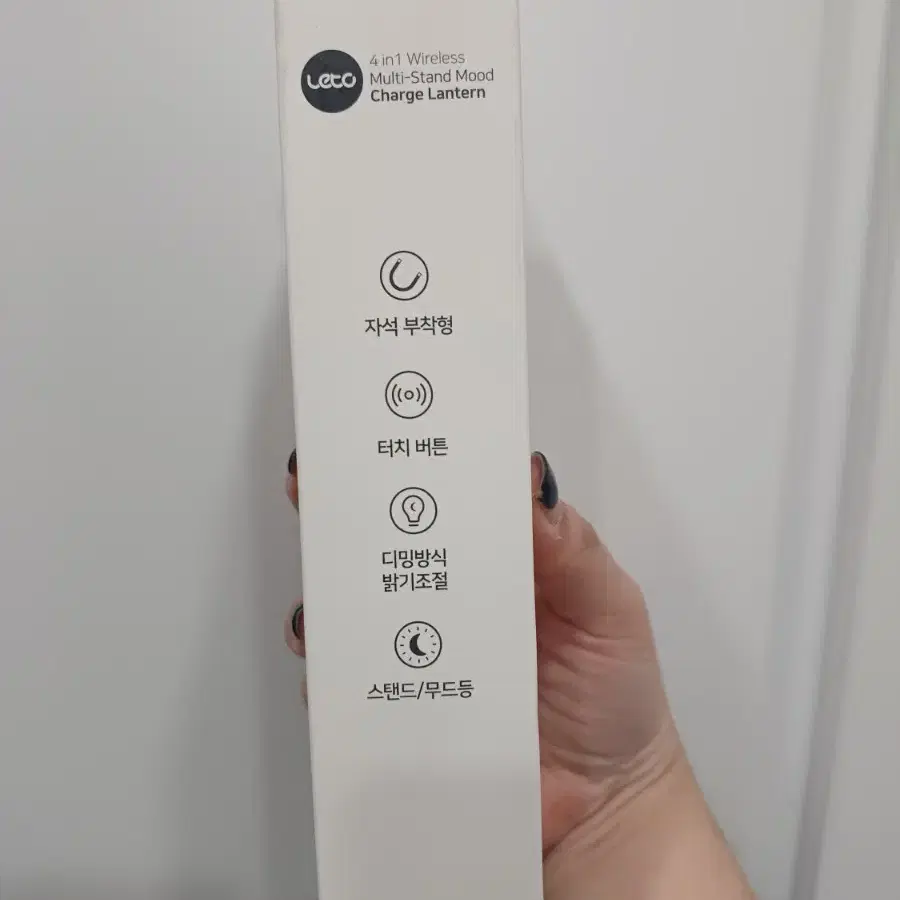 Leto
4 in1 Wireless
Multi-Stand Mood
Charge Lantern
자석 부착형
터치 버튼
디밍방식
밝기조절
스탠드/무드등